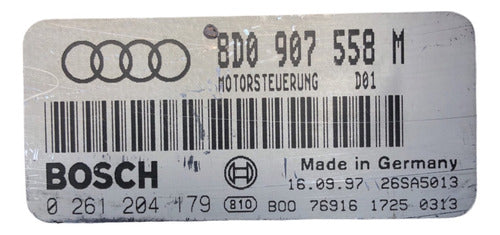 8D0 907 558 M
MOTORSTEUERUNG D01
BOSCH Made in Germany
16.09.97 26SA5013
0 261 204 179 810 B00 76916 1725 0313